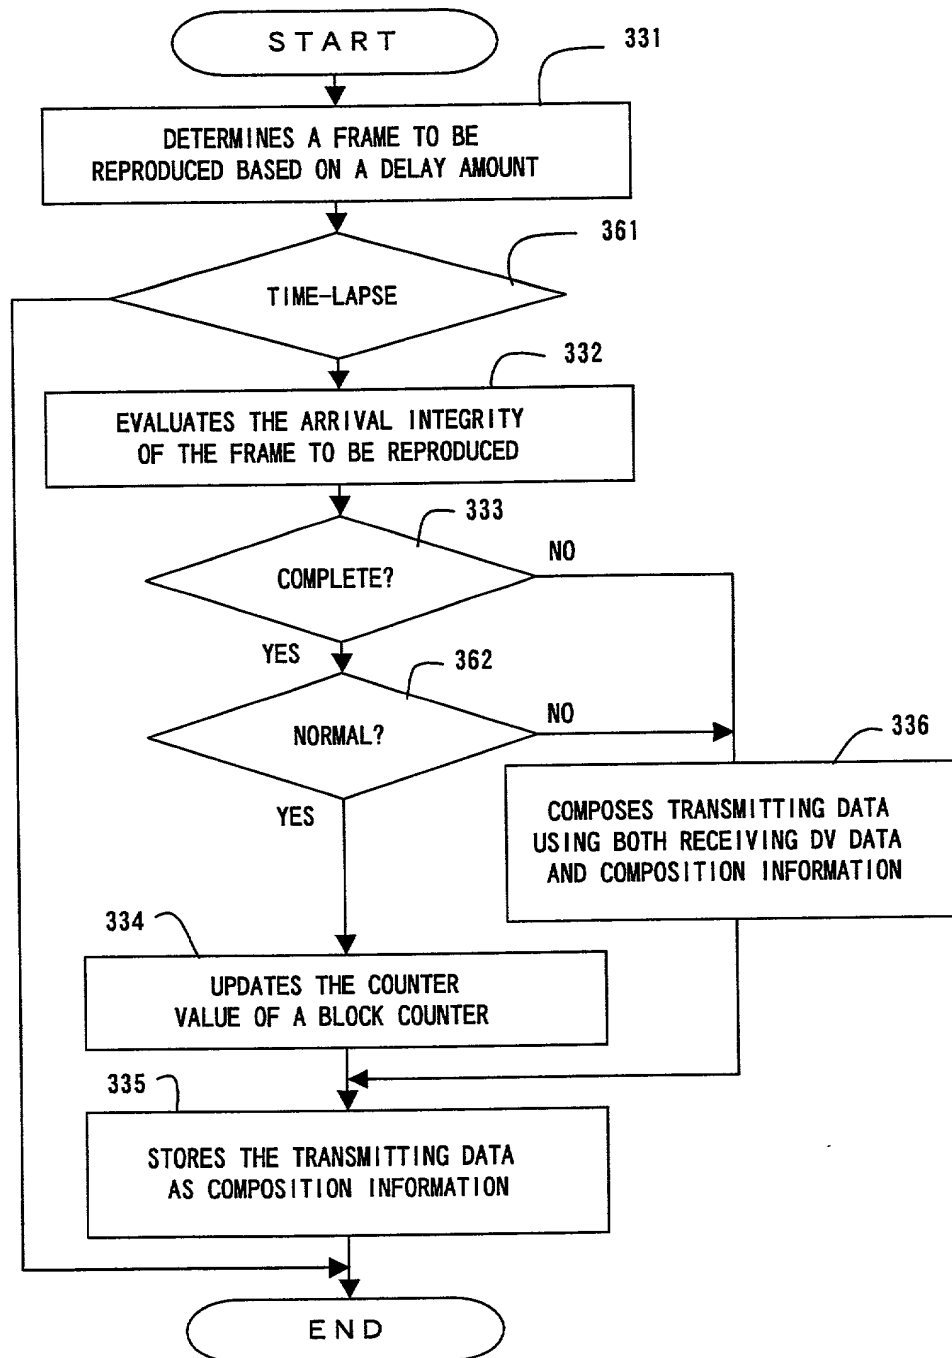 START
331
DETERMINES A FRAME TO BE
REPRODUCED BASED ON A DELAY AMOUNT
361
TIME-LAPSE
332
EVALUATES THE ARRIVAL INTEGRITY
OF THE FRAME TO BE REPRODUCED
333
COMPLETE?
NO
YES
362
NORMAL?
NO
YES
336
COMPOSES TRANSMITTING DATA
USING BOTH RECEIVING DV DATA
AND COMPOSITION INFORMATION
334
UPDATES THE COUNTER
VALUE OF A BLOCK COUNTER
335
STORES THE TRANSMITTING DATA
AS COMPOSITION INFORMATION
END